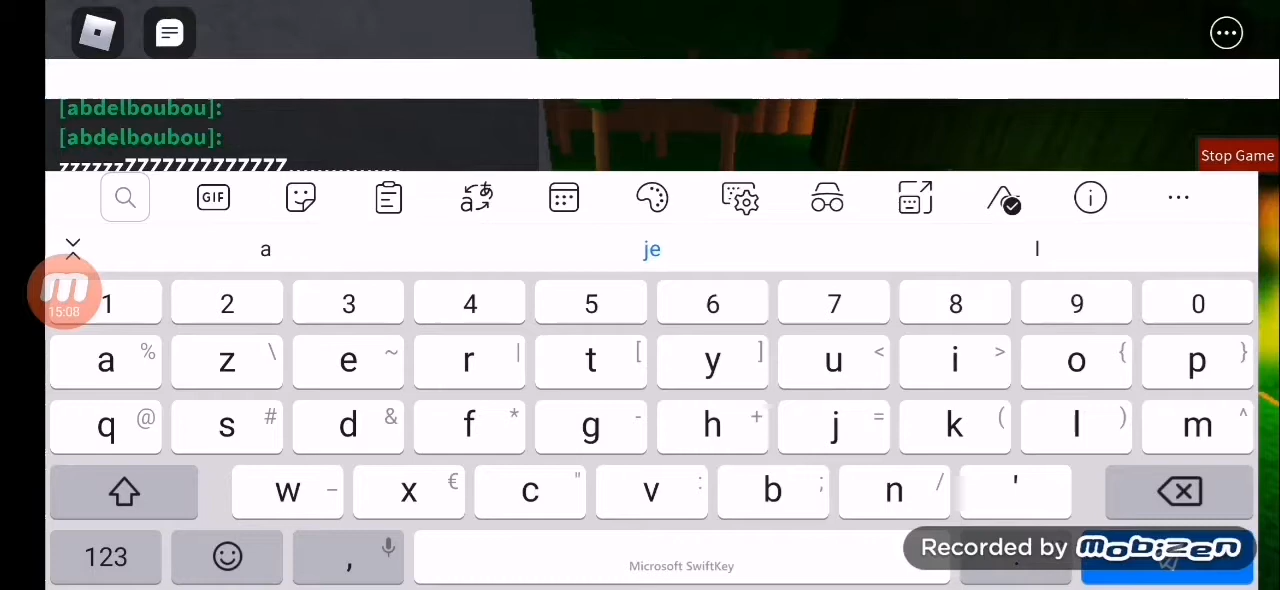 [abdelboubou]:
[abdelboubou]:
Stop Game
GIF
a je l
15:08
1 2 3 4 5 6 7 8 9 0
a % z \ e ~ r | t [ y ] u < i > o { p }
q @ s # d & f * g - h + j = k ( l ) m ^
w _ x € c " v : b ; n / '
123 , Microsoft SwiftKey .
Recorded by mobizen